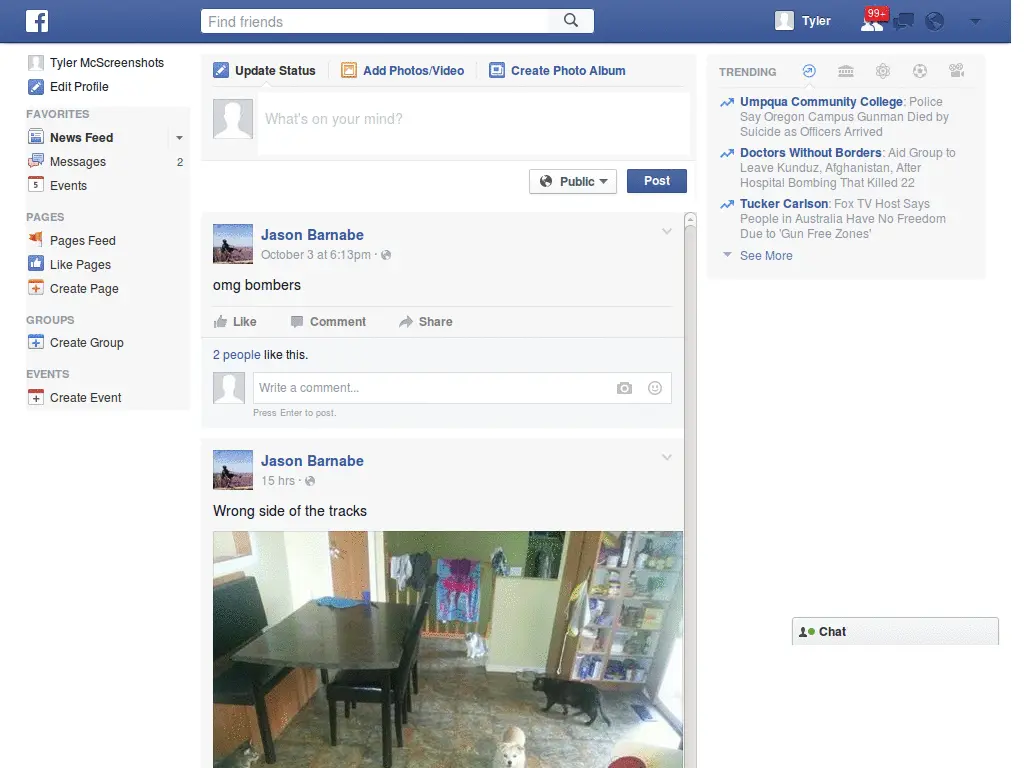 f
Find friends
Tyler
99+
Tyler McScreenshots
Edit Profile
FAVORITES
News Feed
Messages 2
5 Events
PAGES
Pages Feed
Like Pages
Create Page
GROUPS
Create Group
EVENTS
Create Event
Update Status Add Photos/Video Create Photo Album
What's on your mind?
Public Post
Jason Barnabe
October 3 at 6:13pm ·
omg bombers
Like Comment Share
2 people like this.
Write a comment...
Press Enter to post.
Jason Barnabe
15 hrs ·
Wrong side of the tracks
TRENDING
Umpqua Community College: Police
Say Oregon Campus Gunman Died by
Suicide as Officers Arrived
Doctors Without Borders: Aid Group to
Leave Kunduz, Afghanistan, After
Hospital Bombing That Killed 22
Tucker Carlson: Fox TV Host Says
People in Australia Have No Freedom
Due to 'Gun Free Zones'
See More
Chat